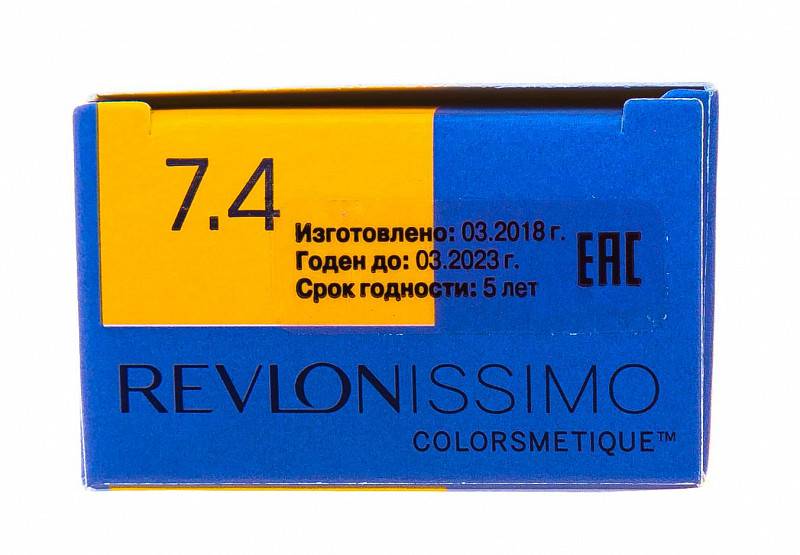 7.4
Изготовлено: 03.2018 г.
Годен до: 03.2023 г.
Срок годности: 5 лет
EAC
REVLONISSIMO
COLORSMETIQUE™